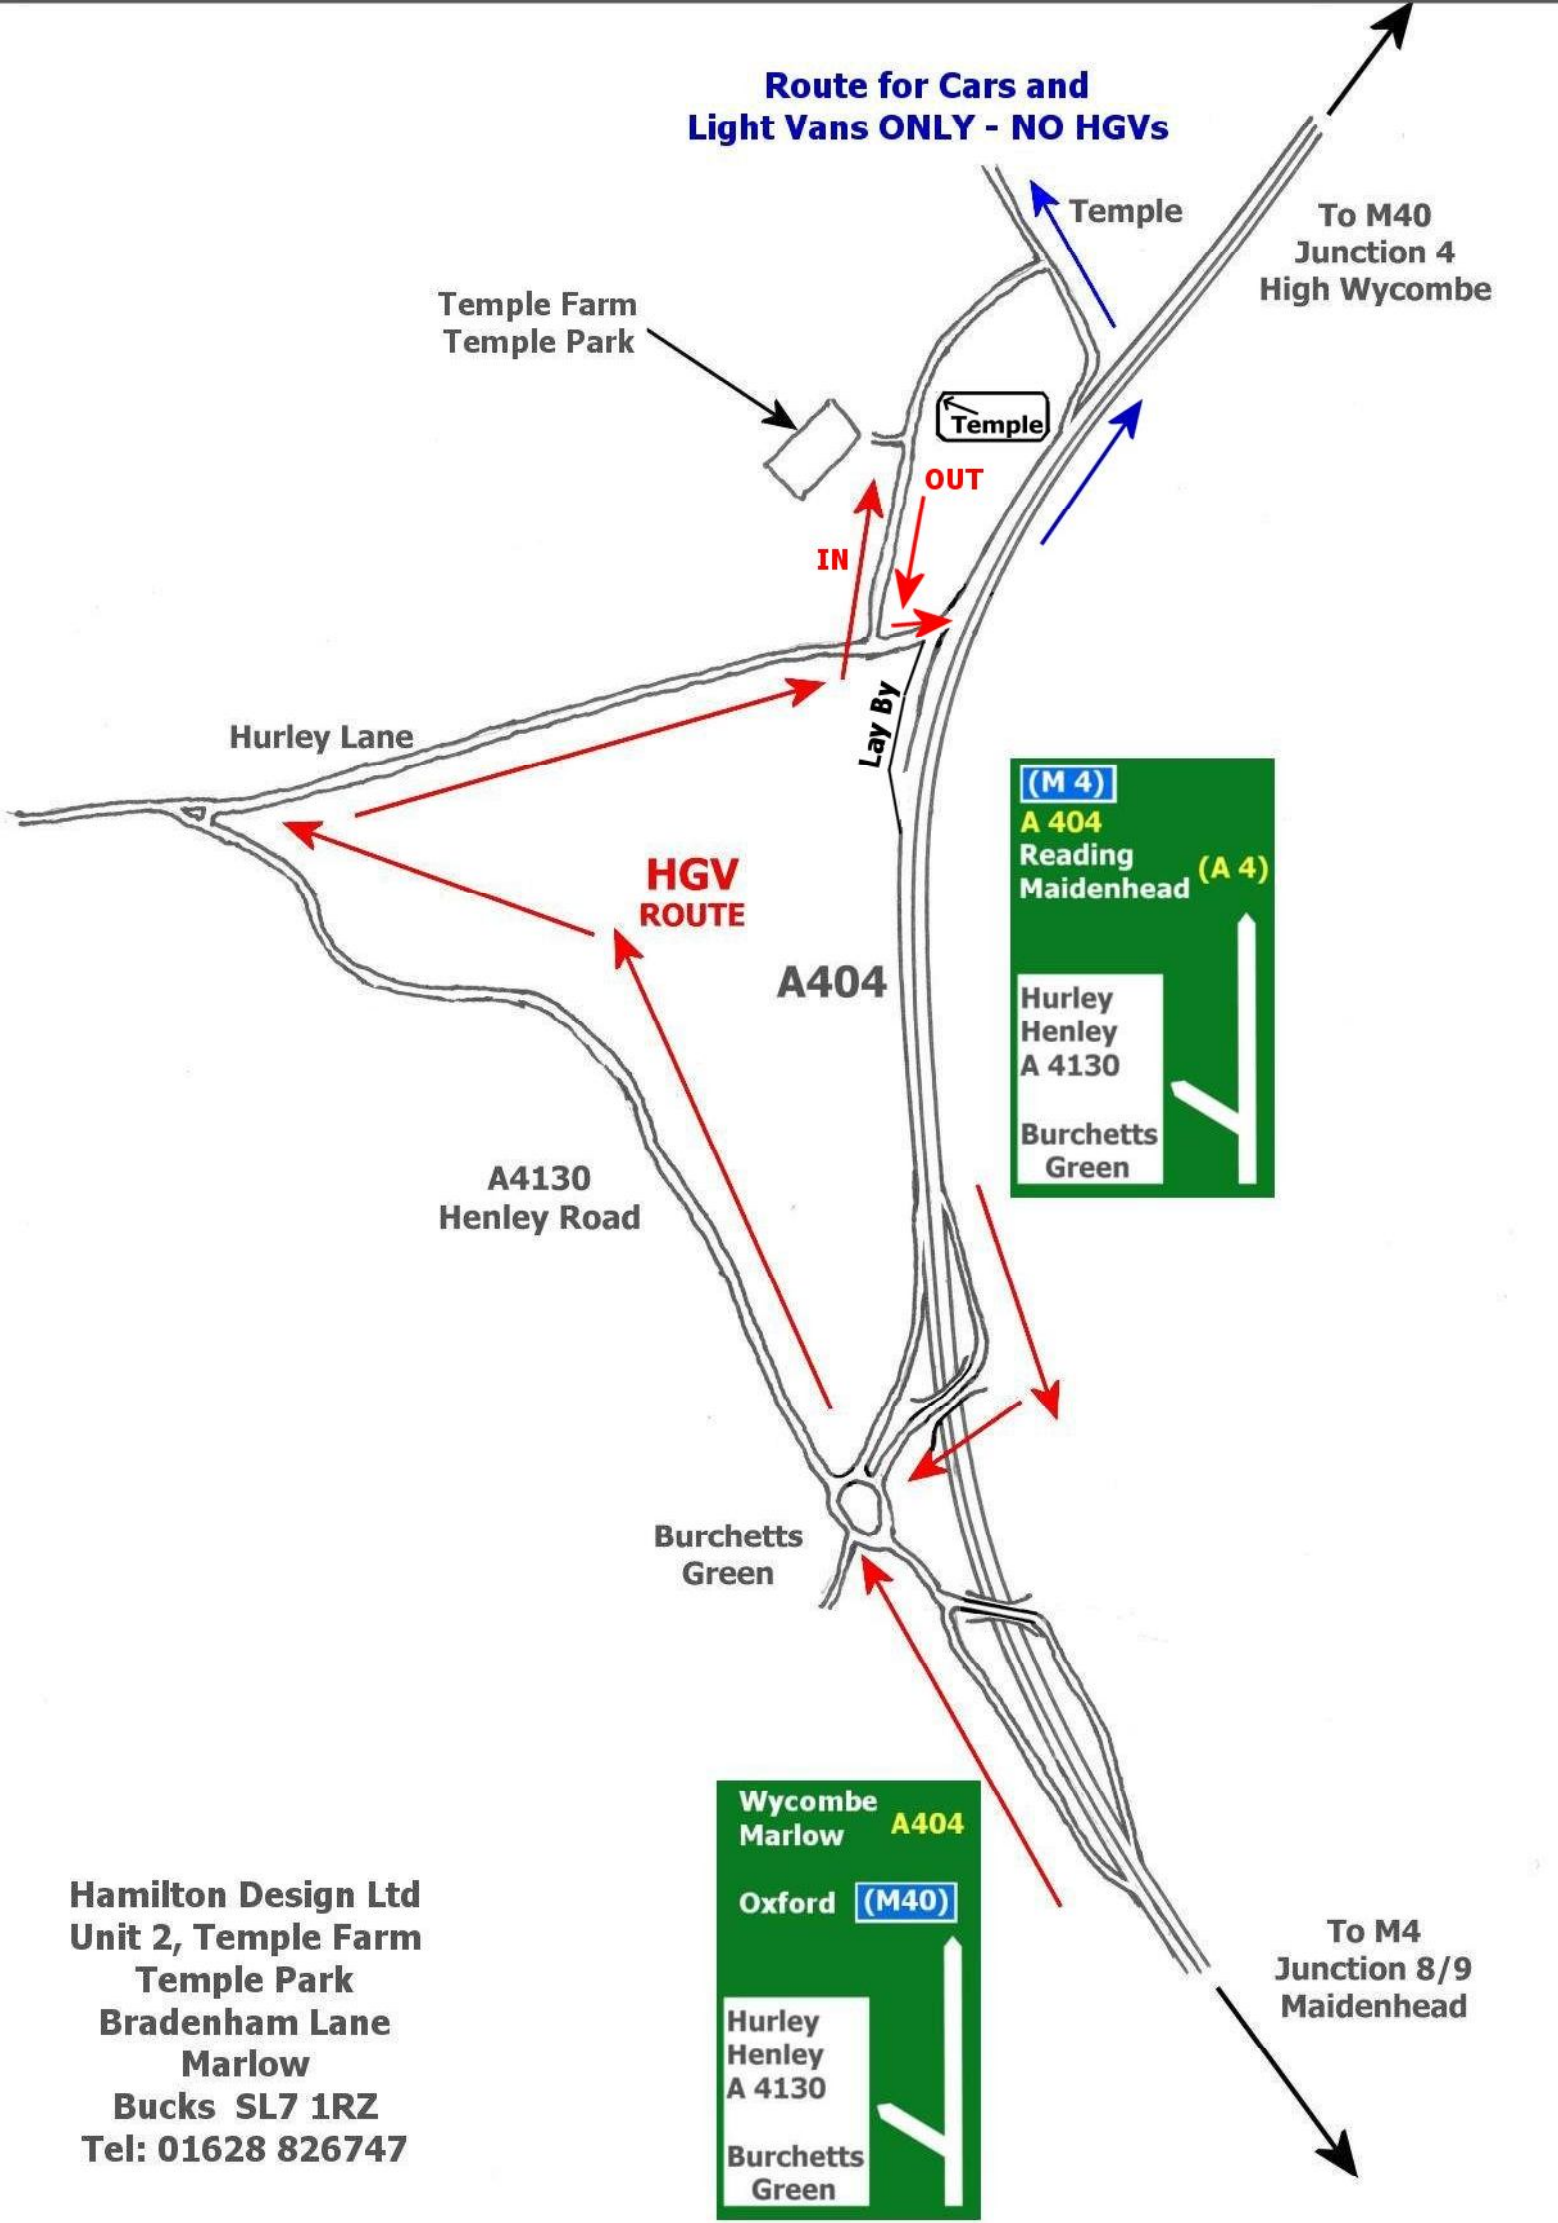 Route for Cars and
Light Vans ONLY - NO HGVs
Temple
To M40
Junction 4
High Wycombe
Temple Farm
Temple Park
Temple
OUT
IN
Lay By
Hurley Lane
(M 4)
A 404
Reading
Maidenhead
(A 4)
Hurley
Henley
A 4130
Burchetts
Green
HGV
ROUTE
A404
A4130
Henley Road
Burchetts
Green
Wycombe
Marlow
A404
Oxford (M40)
Hurley
Henley
A 4130
Burchetts
Green
To M4
Junction 8/9
Maidenhead
Hamilton Design Ltd
Unit 2, Temple Farm
Temple Park
Bradenham Lane
Marlow
Bucks SL7 1RZ
Tel: 01628 826747